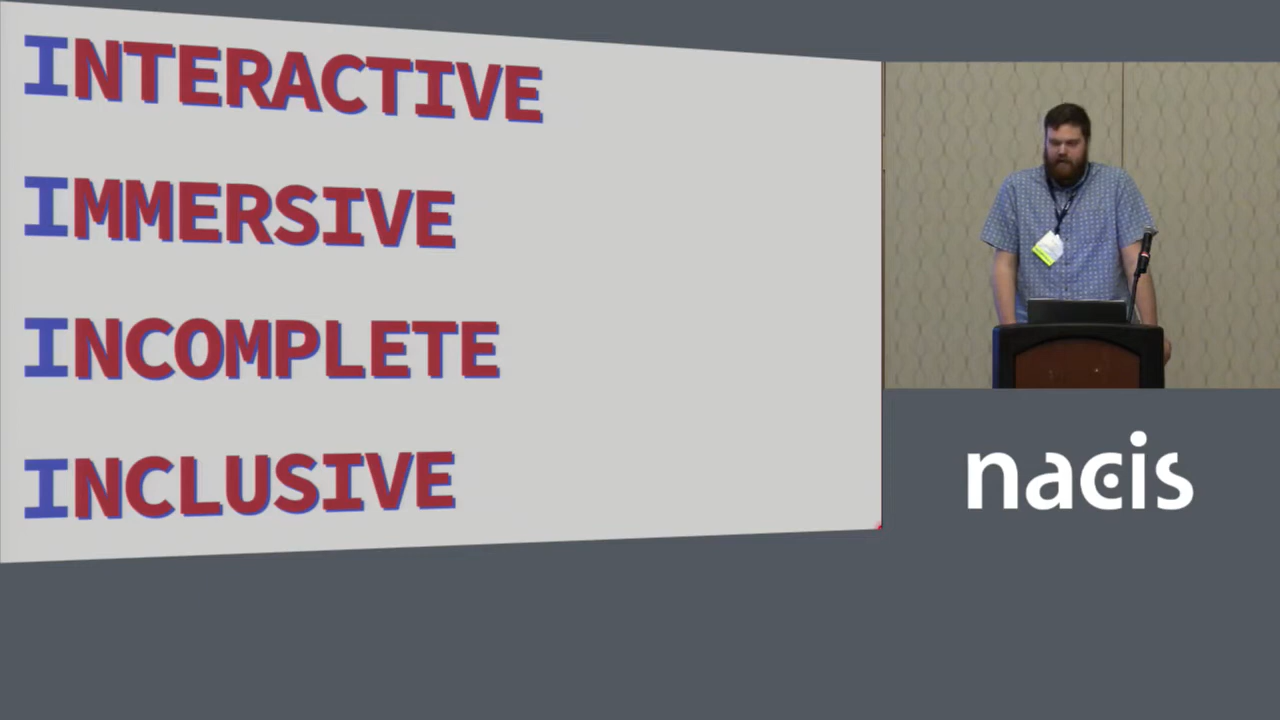 INTERACTIVE
IMMERSIVE
INCOMPLETE
INCLUSIVE
nacis